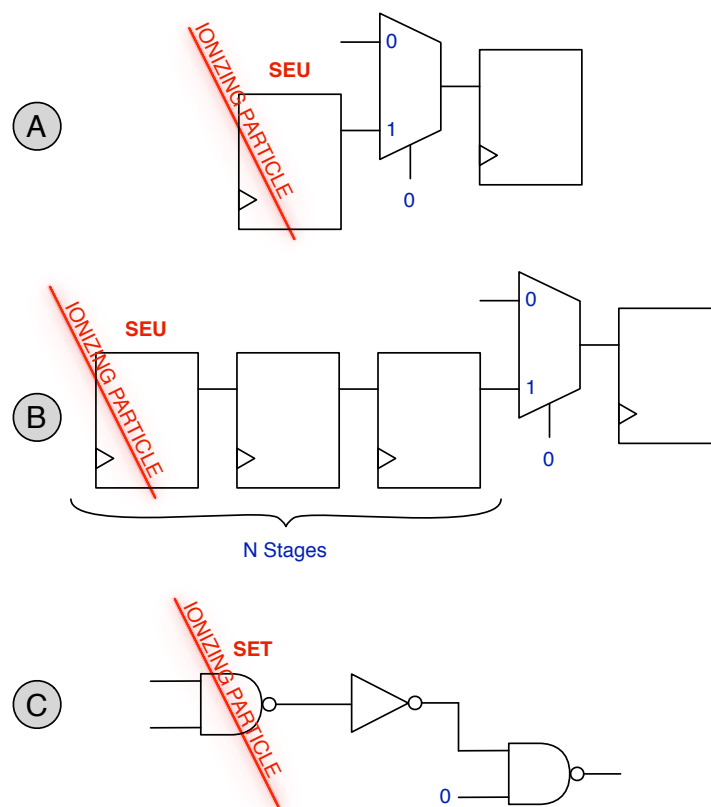 IONIZING PARTICLE
SEU
0
A
1
0
IONIZING PARTICLE
SEU
0
B
1
0
N Stages
IONIZING PARTICLE
SET
C
0